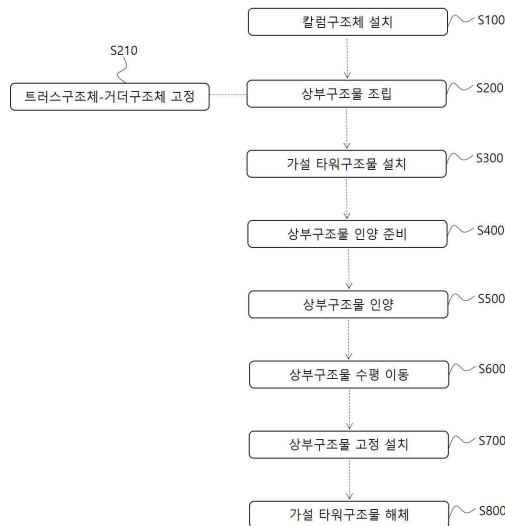 칼럼구조체 설치
S100
S210
트러스구조체-거더구조체 고정
상부구조물 조립
S200
가설 타워구조물 설치
S300
상부구조물 인양 준비
S400
상부구조물 인양
S500
상부구조물 수평 이동
S600
상부구조물 고정 설치
S700
가설 타워구조물 해체
S800